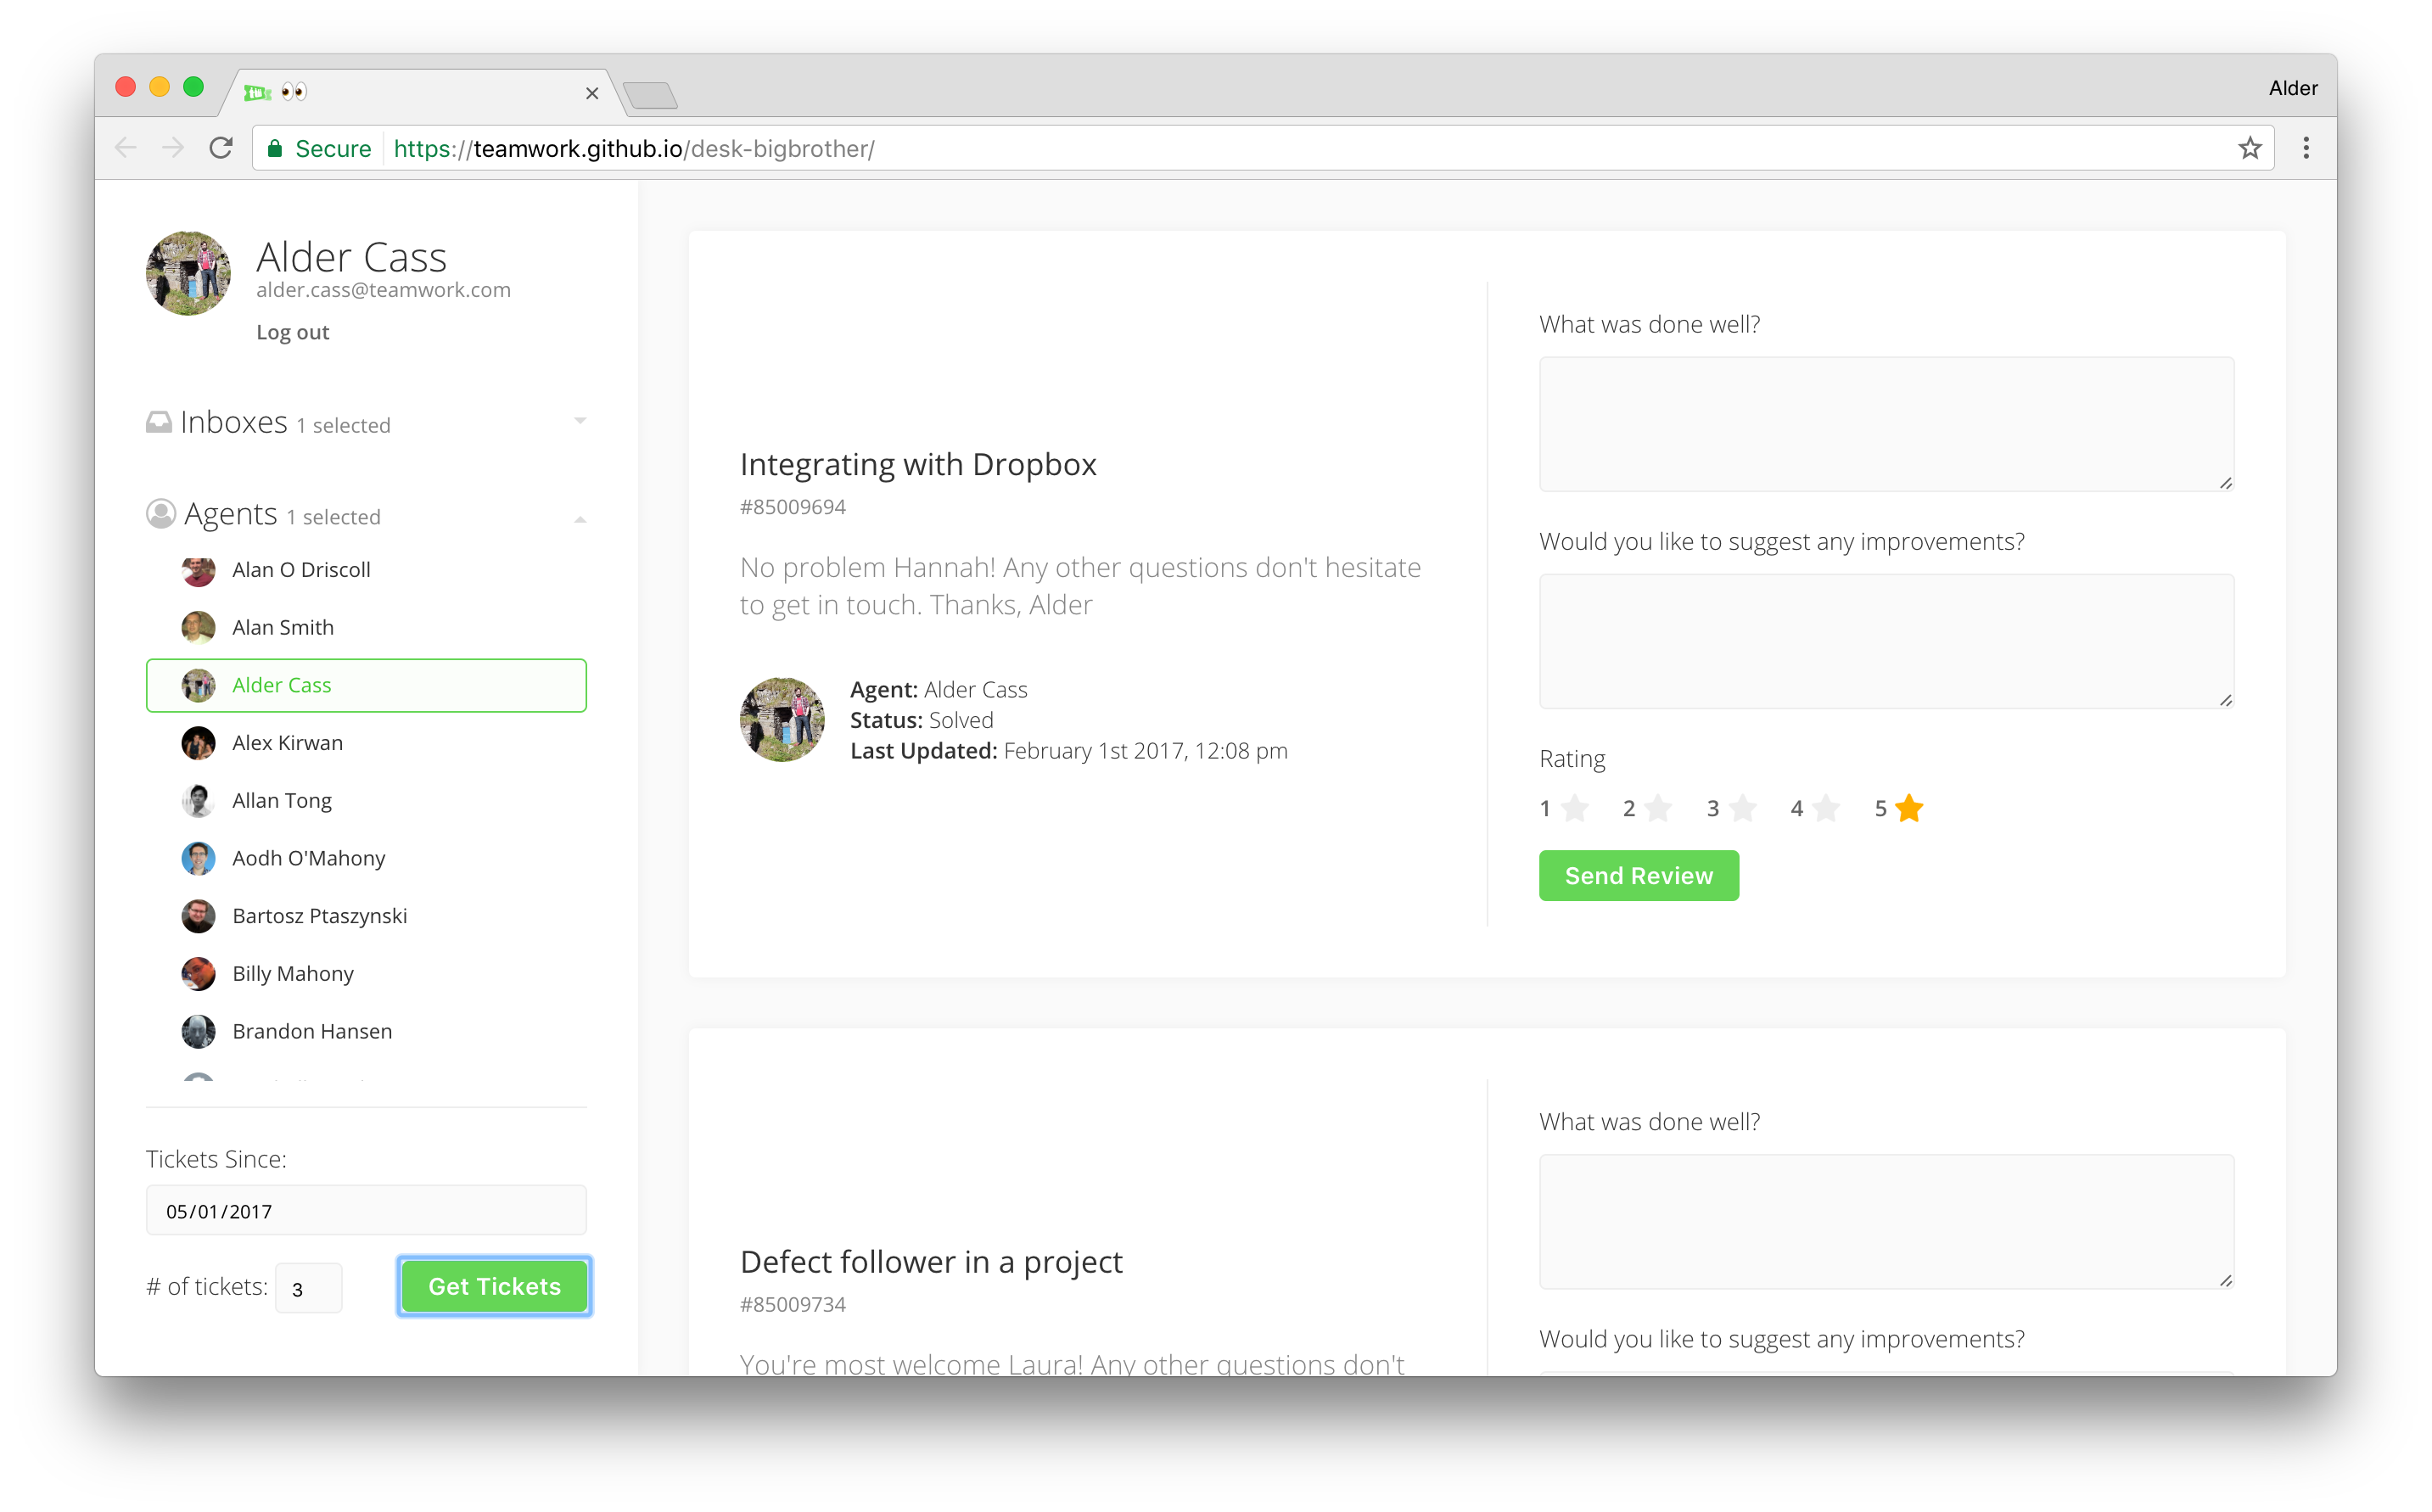 Alder
Secure https://teamwork.github.io/desk-bigbrother/
Alder Cass
alder.cass@teamwork.com
Log out
Inboxes 1 selected
Agents 1 selected
Alan O Driscoll
Alan Smith
Alder Cass
Alex Kirwan
Allan Tong
Aodh O'Mahony
Bartosz Ptaszynski
Billy Mahony
Brandon Hansen
Tickets Since:
05/01/2017
# of tickets: 3 Get Tickets
Integrating with Dropbox
#85009694
No problem Hannah! Any other questions don't hesitate
to get in touch. Thanks, Alder
Agent: Alder Cass
Status: Solved
Last Updated: February 1st 2017, 12:08 pm
What was done well?
Would you like to suggest any improvements?
Rating
1 2 3 4 5
Send Review
Defect follower in a project
#85009734
You're most welcome Laura! Any other questions don't
What was done well?
Would you like to suggest any improvements?